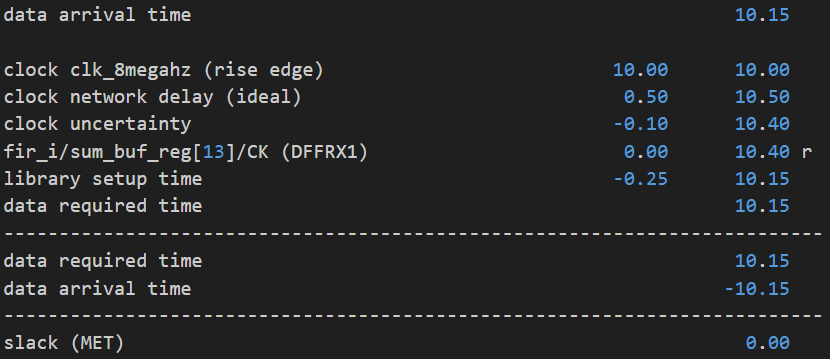 data arrival time 10.15
clock clk_8megahz (rise edge) 10.00 10.00
clock network delay (ideal) 0.50 10.50
clock uncertainty -0.10 10.40
fir_i/sum_buf_reg[13]/CK (DFFRX1) 0.00 10.40 r
library setup time -0.25 10.15
data required time 10.15
--------------------------------------------------------------------------
data required time 10.15
data arrival time -10.15
--------------------------------------------------------------------------
slack (MET) 0.00